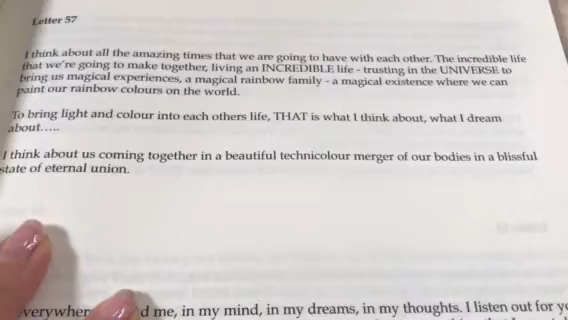 Letter 57
I think about all the amazing times that we are going to have with each other. The incredible life
that we're going to make together, living an INCREDIBLE life - trusting in the UNIVERSE to
bring us magical experiences, a magical rainbow family - a magical existence where we can
paint our rainbow colours on the world.
To bring light and colour into each others life, THAT is what I think about, what I dream
about.....
I think about us coming together in a beautiful technicolour merger of our bodies in a blissful
state of eternal union.
me, in my mind, in my dreams, in my thoughts. I listen out for